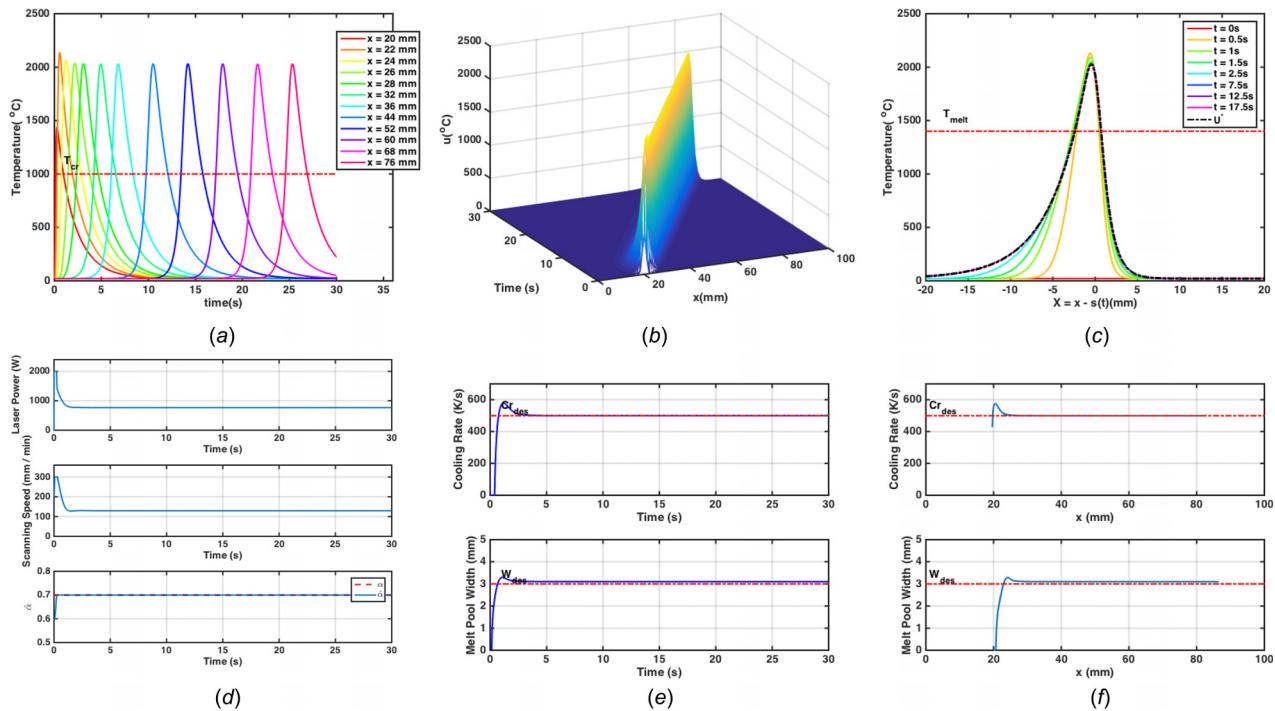 2500
2000
1500
1000
500
0
0 5 10 15 20 25 30 35
Temperature( °C)
time(s)
T_cr
x = 20 mm
x = 22 mm
x = 24 mm
x = 26 mm
x = 28 mm
x = 32 mm
x = 36 mm
x = 44 mm
x = 52 mm
x = 60 mm
x = 68 mm
x = 76 mm
(a)
2500
2000
1500
1000
500
0
u(°C)
30
20
10
0
Time (s)
0 20 40 60 80 100
x(mm)
(b)
2500
2000
1500
1000
500
0
-20 -15 -10 -5 0 5 10 15 20
Temperature( °C)
X = x - s(t)(mm)
T_melt
t = 0s
t = 0.5s
t = 1s
t = 1.5s
t = 2.5s
t = 7.5s
t = 12.5s
t = 17.5s
U*
(c)
Laser Power (W)
2000
1000
0
0 5 10 15 20 25 30
Time (s)
Scanning Speed (mm / min)
300
200
100
0
0 5 10 15 20 25 30
Time (s)
α̂
0.8
0.7
0.6
0.5
0 5 10 15 20 25 30
Time (s)
α
α̂
(d)
Cooling Rate (K/s)
600
400
200
0
Cr_des
0 5 10 15 20 25 30
Time (s)
Melt Pool Width (mm)
5
4
3
2
1
0
W_des
0 5 10 15 20 25 30
Time (s)
(e)
Cooling Rate (K/s)
600
400
200
0
Cr_des
0 20 40 60 80 100
x (mm)
Melt Pool Width (mm)
5
4
3
2
1
0
W_des
0 20 40 60 80 100
x (mm)
(f)